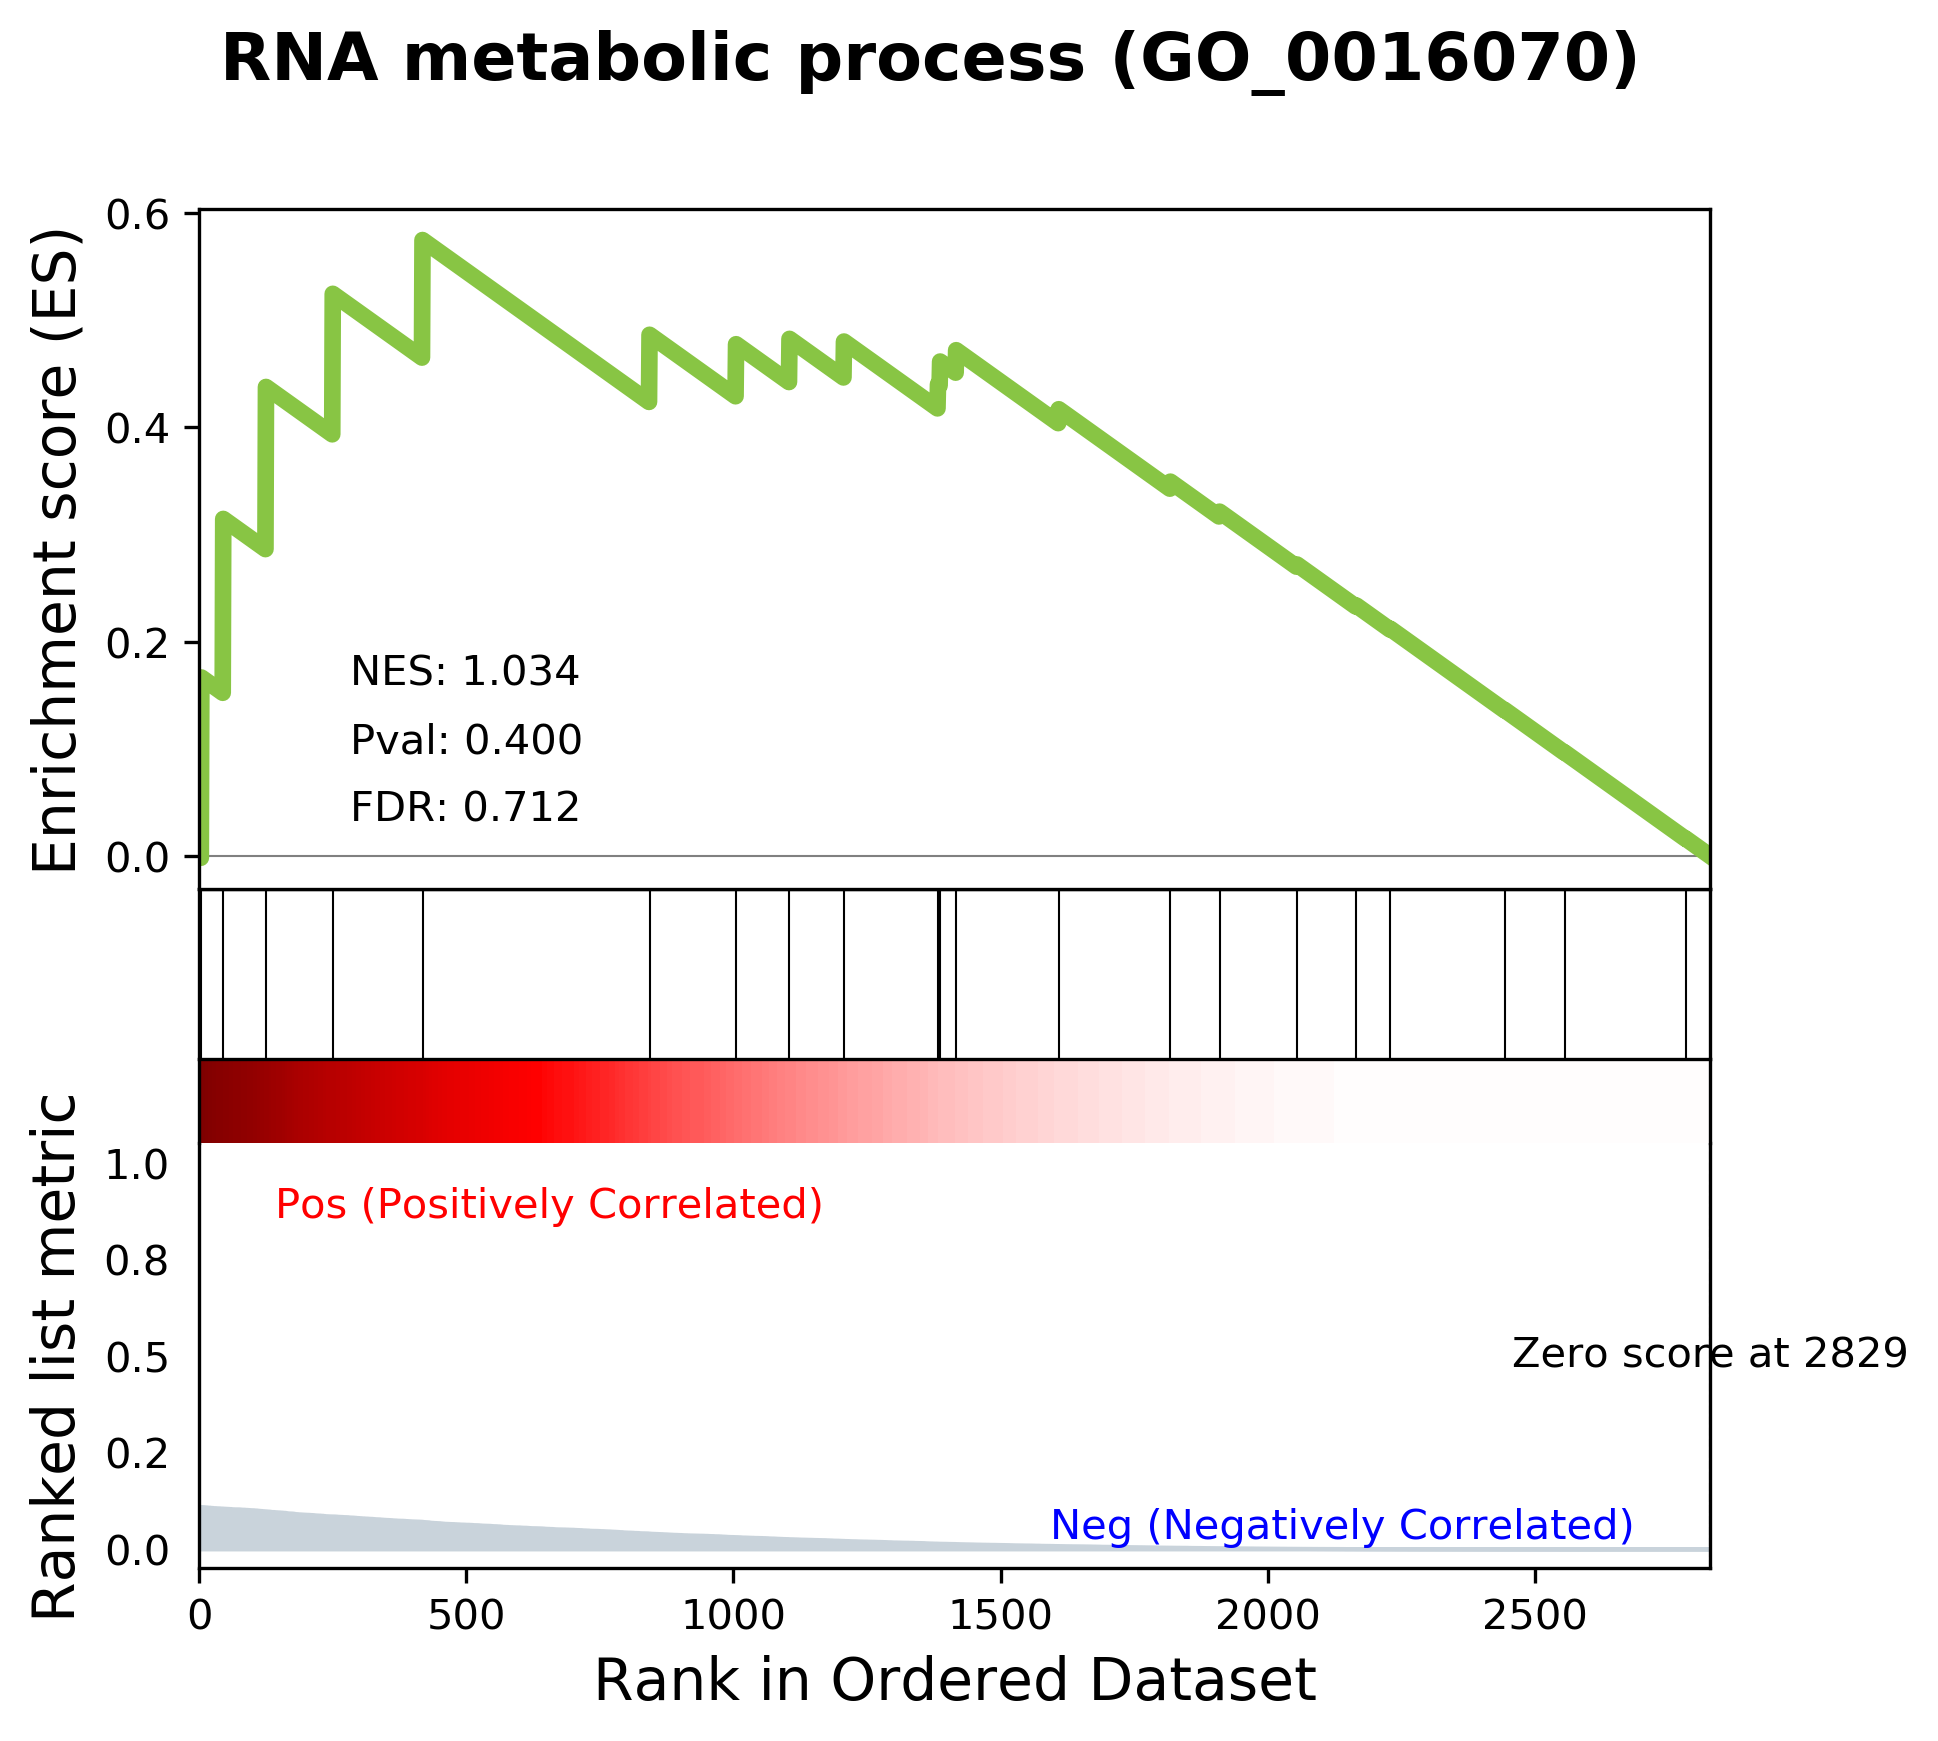 RNA metabolic process (GO_0016070)
Enrichment score (ES)
0.6
0.4
0.2
0.0
NES: 1.034
Pval: 0.400
FDR: 0.712
Ranked list metric
1.0
0.8
0.5
0.2
0.0
Pos (Positively Correlated)
Zero score at 2829
Neg (Negatively Correlated)
0 500 1000 1500 2000 2500
Rank in Ordered Dataset